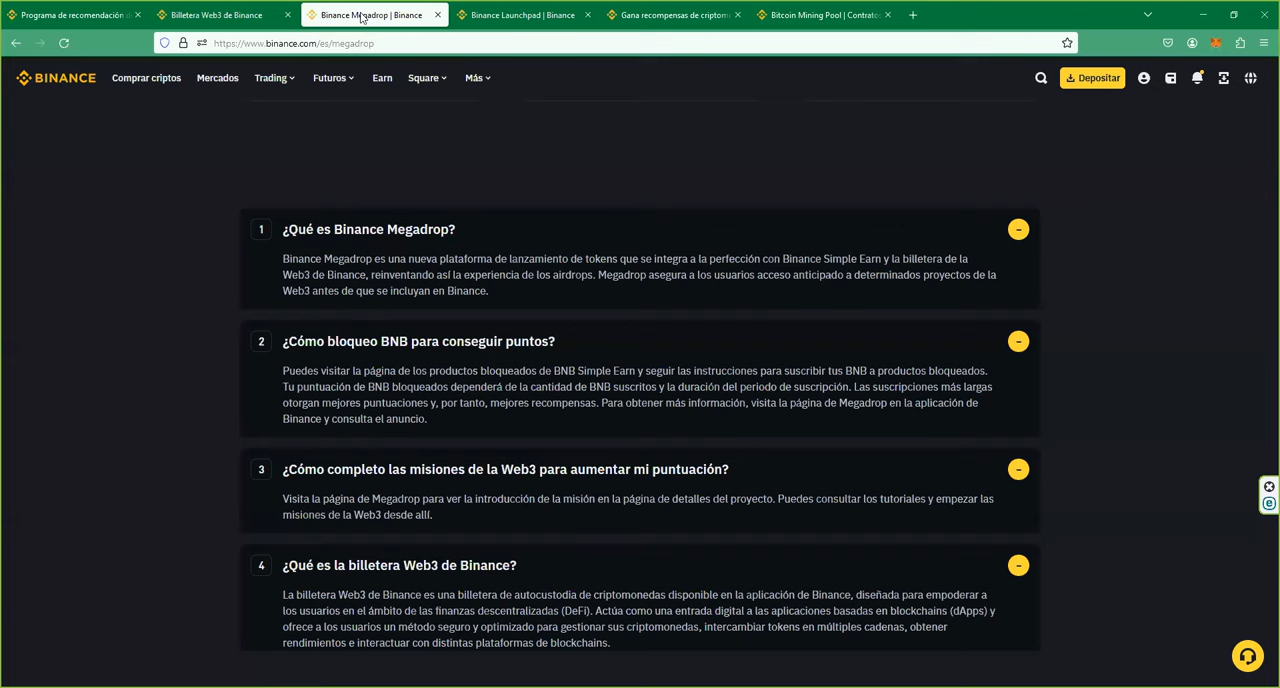 Programa de recomendación d
Billetera Web3 de Binance
Binance Megadrop | Binance
Binance Launchpad | Binance
Gana recompensas de criptom
Bitcoin Mining Pool | Contrato
https://www.binance.com/es/megadrop
BINANCE
Comprar criptos
Mercados
Trading
Futuros
Earn
Square
Más
Depositar
1
¿Qué es Binance Megadrop?
Binance Megadrop es una nueva plataforma de lanzamiento de tokens que se integra a la perfección con Binance Simple Earn y la billetera de la
Web3 de Binance, reinventando así la experiencia de los airdrops. Megadrop asegura a los usuarios acceso anticipado a determinados proyectos de la
Web3 antes de que se incluyan en Binance.
2
¿Cómo bloqueo BNB para conseguir puntos?
Puedes visitar la página de los productos bloqueados de BNB Simple Earn y seguir las instrucciones para suscribir tus BNB a productos bloqueados.
Tu puntuación de BNB bloqueados dependerá de la cantidad de BNB suscritos y la duración del periodo de suscripción. Las suscripciones más largas
otorgan mejores puntuaciones y, por tanto, mejores recompensas. Para obtener más información, visita la página de Megadrop en la aplicación de
Binance y consulta el anuncio.
3
¿Cómo completo las misiones de la Web3 para aumentar mi puntuación?
Visita la página de Megadrop para ver la introducción de la misión en la página de detalles del proyecto. Puedes consultar los tutoriales y empezar las
misiones de la Web3 desde allí.
4
¿Qué es la billetera Web3 de Binance?
La billetera Web3 de Binance es una billetera de autocustodia de criptomonedas disponible en la aplicación de Binance, diseñada para empoderar a
los usuarios en el ámbito de las finanzas descentralizadas (DeFi). Actúa como una entrada digital a las aplicaciones basadas en blockchains (dApps) y
ofrece a los usuarios un método seguro y optimizado para gestionar sus criptomonedas, intercambiar tokens en múltiples cadenas, obtener
rendimientos e interactuar con distintas plataformas de blockchains.